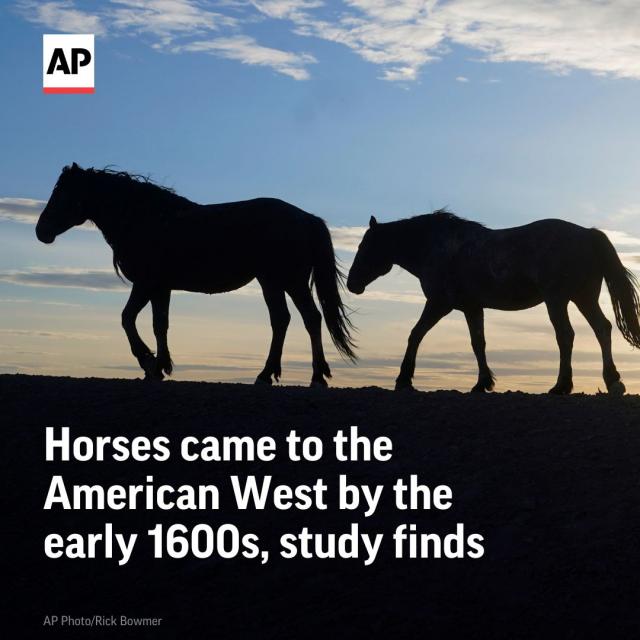 AP
Horses came to the
American West by the
early 1600s, study finds
AP Photo/Rick Bowmer